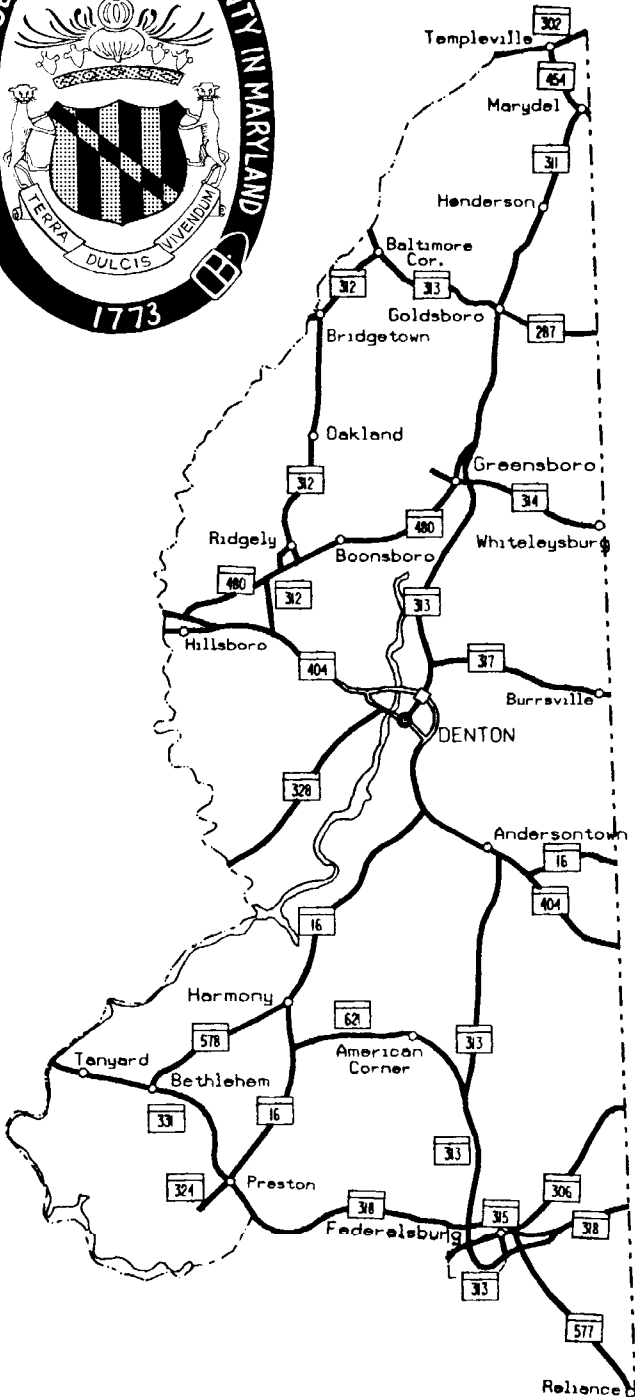 NTY IN MARYLAND
TERRA
DULCIS
VIVENDUM
1773
302
Templeville
454
Marydel
311
Henderson
Baltimore
Cor.
312
313
Goldsboro
287
Bridgetown
Oakland
Greensboro
312
314
480
Ridgely
Boonsboro
Whiteleysburg
480
312
313
Hillsboro
404
317
Burrsville
DENTON
328
Andersontown
16
404
16
Harmony
621
578
American
Corner
313
Tanyard
Bethlehem
331
16
313
324
Preston
306
318
315
Federalsburg
318
313
577
Reliance